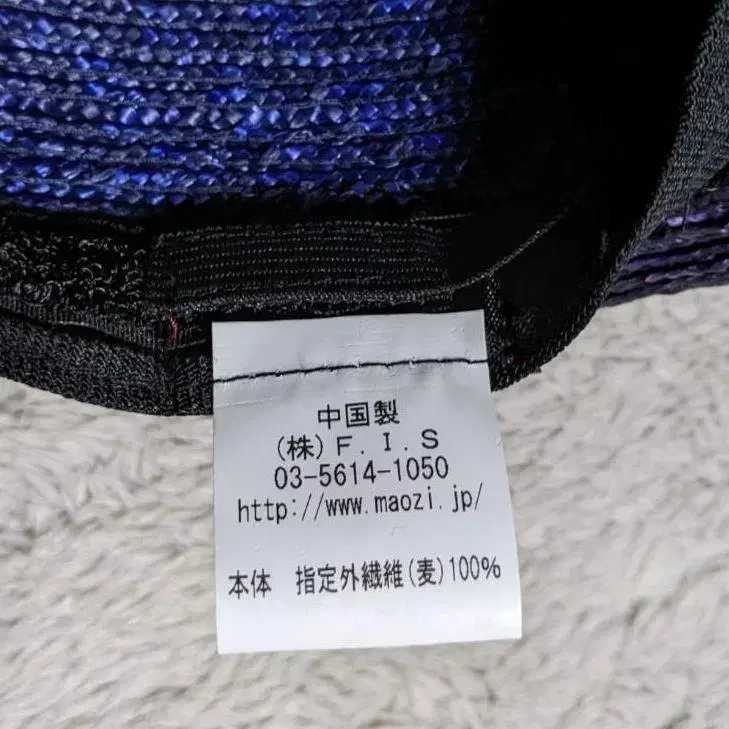 中国製
(株)F.I.S
03-5614-1050
http://www.maozi.jp/
本体 指定外繊維(麦)100%